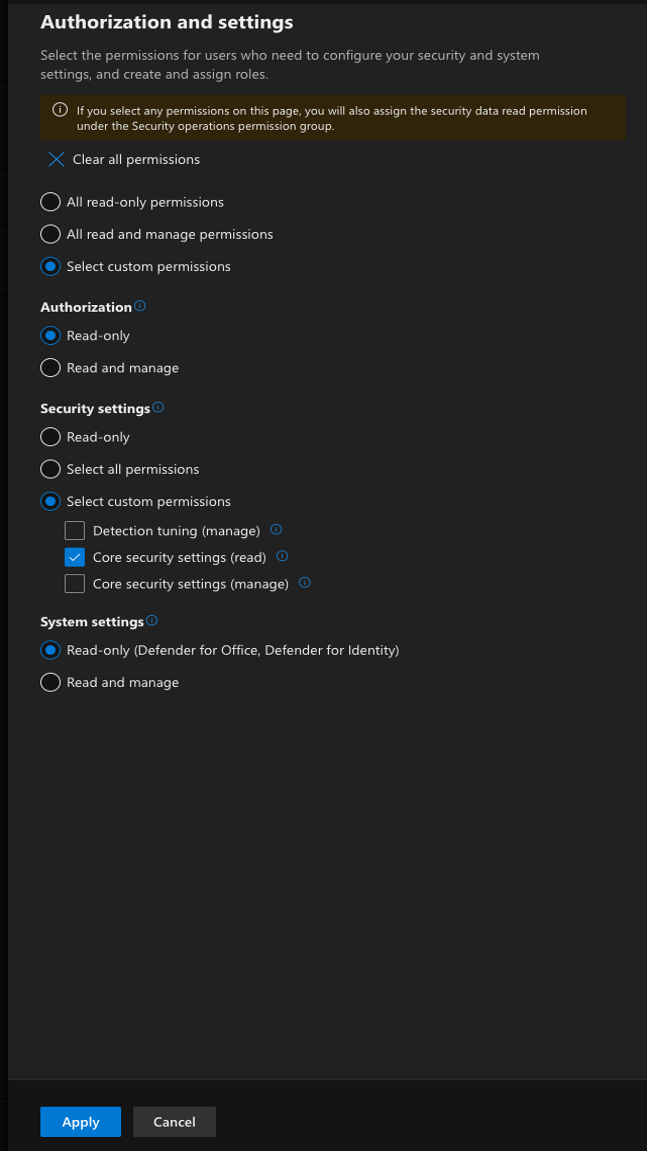 Authorization and settings
Select the permissions for users who need to configure your security and system
settings, and create and assign roles.
If you select any permissions on this page, you will also assign the security data read permission
under the Security operations permission group.
Clear all permissions
All read-only permissions
All read and manage permissions
Select custom permissions
Authorization
Read-only
Read and manage
Security settings
Read-only
Select all permissions
Select custom permissions
Detection tuning (manage)
Core security settings (read)
Core security settings (manage)
System settings
Read-only (Defender for Office, Defender for Identity)
Read and manage
Apply Cancel